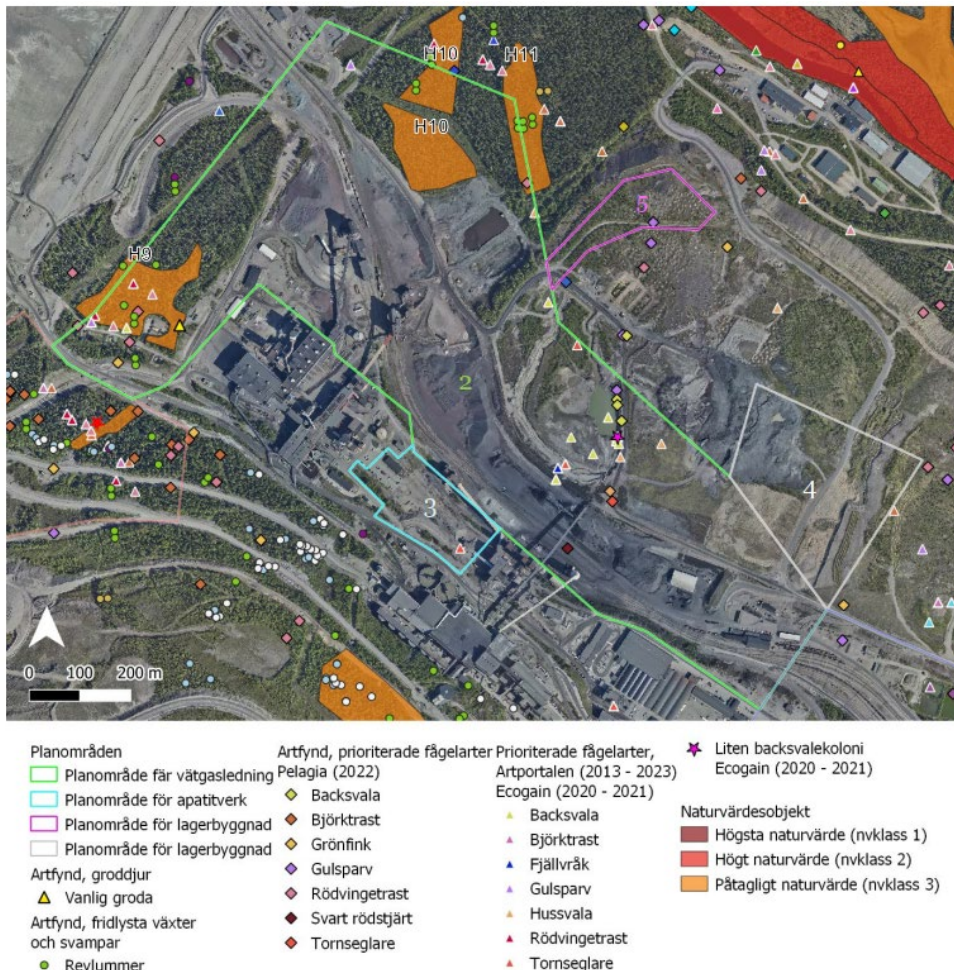 H10
H11
H10
5
H9
2
4
3
0 100 200 m
Planområden
Planområde fär vätgasledning
Planområde för apatitverk
Planområde för lagerbyggnad
Planområde för lagerbyggnad
Artfynd, groddjur
Vanlig groda
Artfynd, fridlysta växter
och svampar
Revlummer
Artfynd, prioriterade fågelarter
Pelagia (2022)
Backsvala
Björktrast
Grönfink
Gulsparv
Rödvingetrast
Svart rödstjärt
Tornseglare
Prioriterade fågelarter,
Artportalen (2013 - 2023)
Ecogain (2020 - 2021)
Backsvala
Björktrast
Fjällvråk
Gulsparv
Hussvala
Rödvingetrast
Tornseglare
Liten backsvalekoloni
Ecogain (2020 - 2021)
Naturvärdesobjekt
Högsta naturvärde (nvklass 1)
Högt naturvärde (nvklass 2)
Påtagligt naturvärde (nvklass 3)